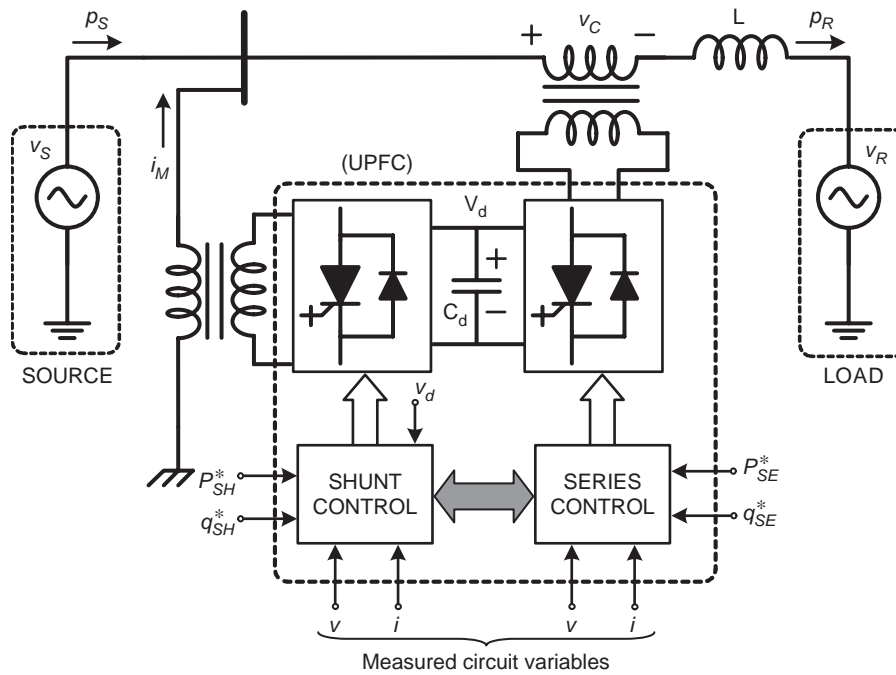 p_S
v_C
L
p_R
+
−
v_S
i_M
(UPFC)
v_R
V_d
+
C_d
−
SOURCE
LOAD
v_d
P*_SH
q*_SH
SHUNT
CONTROL
SERIES
CONTROL
P*_SE
q*_SE
v
i
v
i
Measured circuit variables